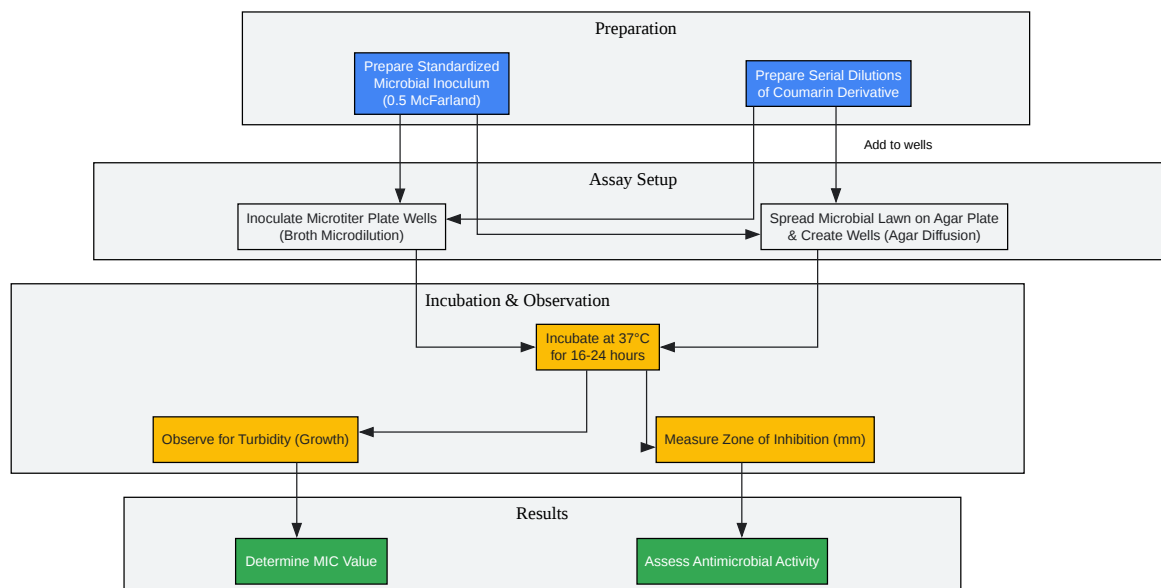 Preparation
Prepare Standardized
Microbial Inoculum
(0.5 McFarland)
Prepare Serial Dilutions
of Coumarin Derivative
Add to wells
Assay Setup
Inoculate Microtiter Plate Wells
(Broth Microdilution)
Spread Microbial Lawn on Agar Plate
& Create Wells (Agar Diffusion)
Incubation & Observation
Incubate at 37°C
for 16-24 hours
Observe for Turbidity (Growth)
Measure Zone of Inhibition (mm)
Results
Determine MIC Value
Assess Antimicrobial Activity